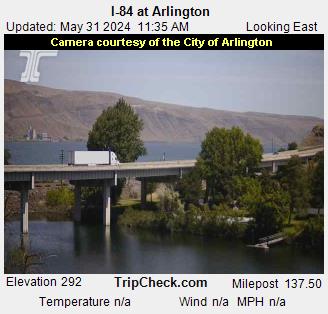 I-84 at Arlington
Updated: May 31 2024 11:35 AM Looking East
Camera courtesy of the City of Arlington
Elevation 292 TripCheck.com Milepost 137.50
Temperature n/a Wind n/a MPH n/a